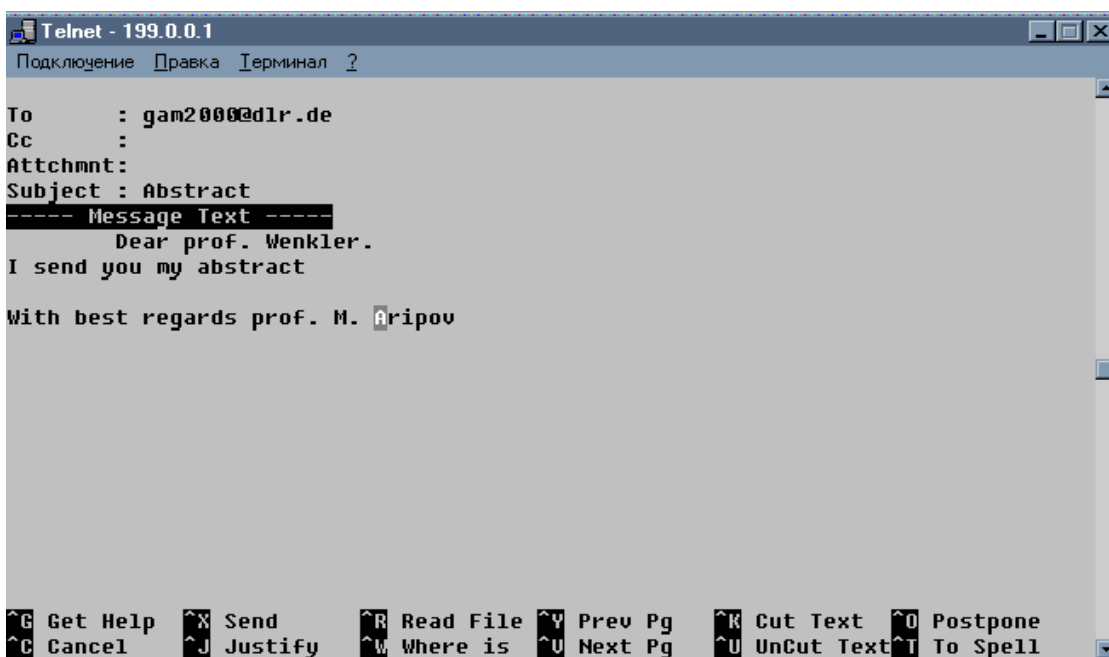 Telnet - 199.0.0.1
Подключение Правка Терминал ?
To : gam2000@dlr.de
Cc :
Attchmnt:
Subject : Abstract
----- Message Text -----
Dear prof. Wenkler.
I send you my abstract
With best regards prof. M. Aripov
^G Get Help ^X Send ^R Read File ^Y Prev Pg ^K Cut Text ^O Postpone
^C Cancel ^J Justify ^W Where is ^V Next Pg ^U UnCut Text ^T To Spell